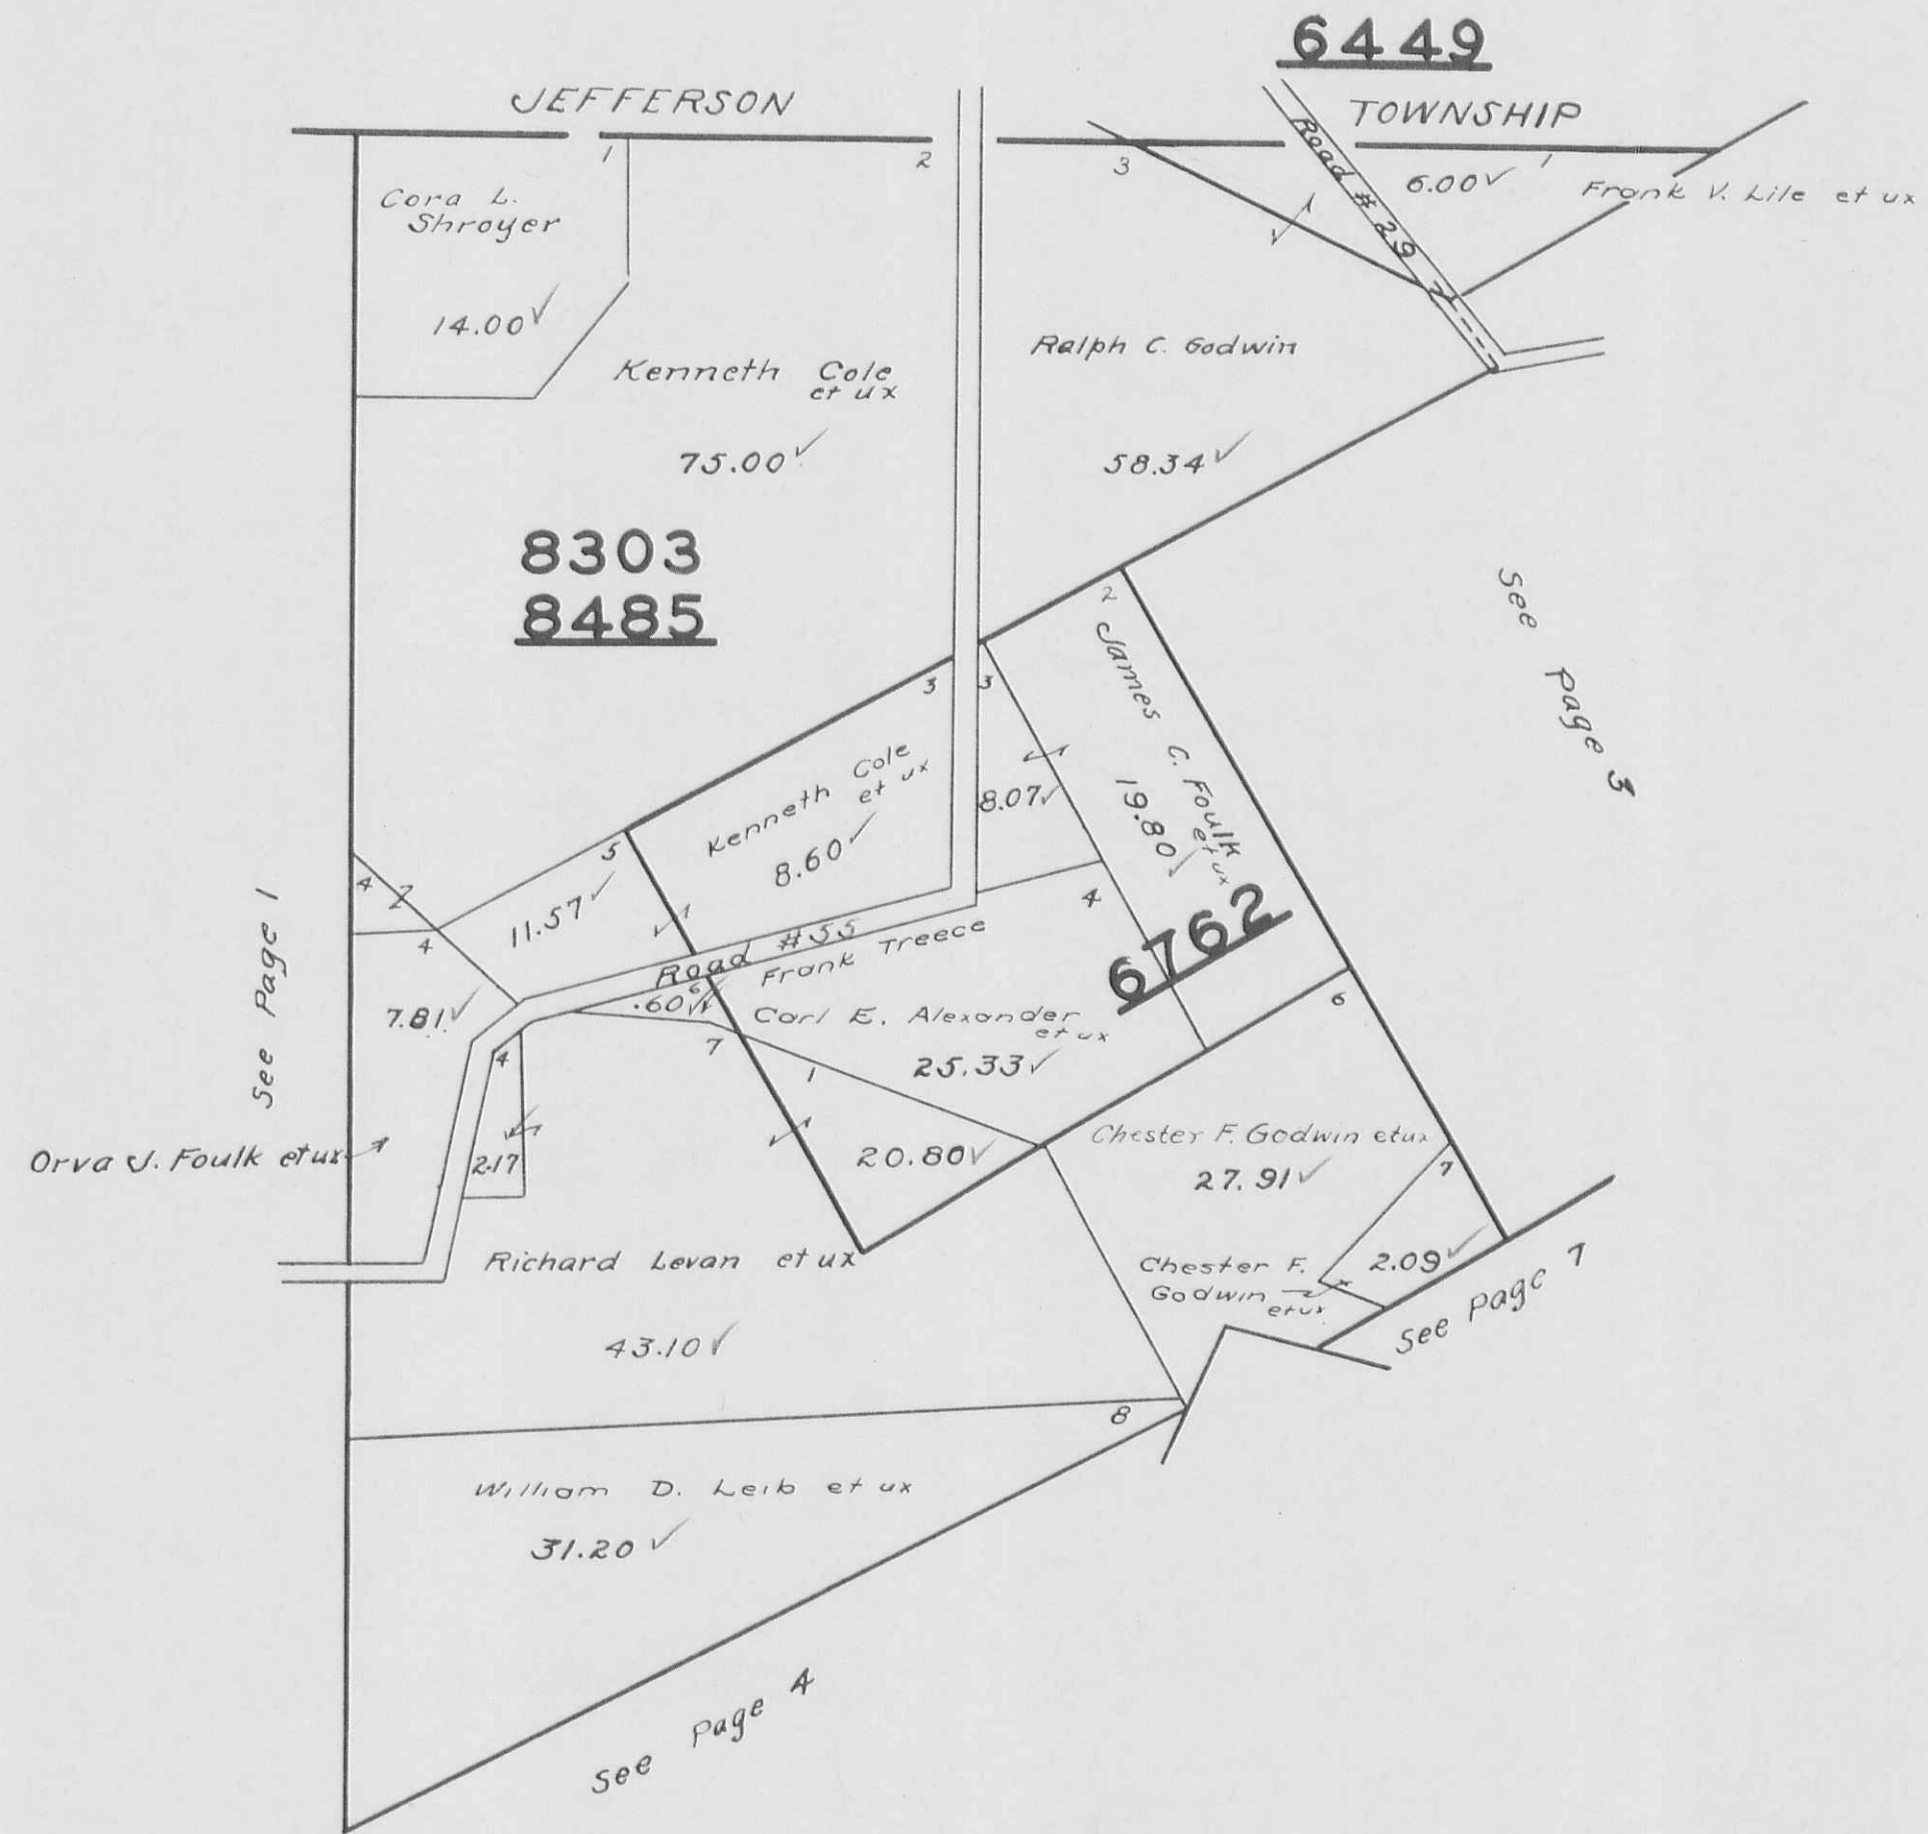 6449
JEFFERSON TOWNSHIP
1
2
3
1
Road #29
6.00
Frank V. Lile et ux
Cora L.
Shroyer
14.00
Kenneth Cole
et ux
75.00
Ralph C. Godwin
58.34
8303
8485
See Page 3
2
3
3
James C. Foulk
et ux
19.80
Kenneth Cole
et ux
8.60
8.07
5
4
4
11.57
4
6762
Road #55
Frank Treece
.60
6
7.81
Carl E. Alexander
et ux
25.33
7
1
6
4
See Page 1
Orva J. Foulk et ux
2.17
20.80
Chester F. Godwin et ux
27.91
7
Richard Levan et ux
Chester F.
Godwin
et ux
2.09
See Page 7
43.10
8
William D. Leib et ux
31.20
See Page 4